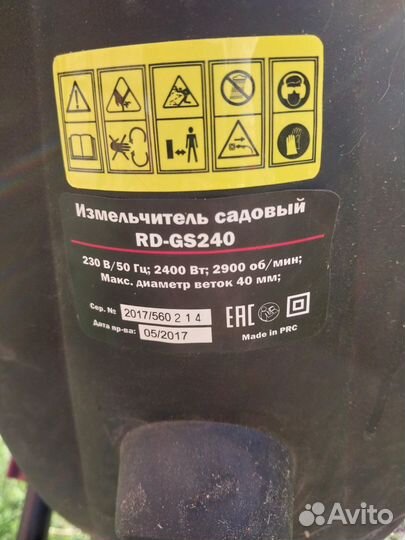 Измельчитель садовый
RD-GS240
230 В/50 Гц; 2400 Вт; 2900 об/мин;
Макс. диаметр веток 40 мм;
Сер. № 2017/560 2 1 4
Дата пр-ва: 05/2017
EAC
Made in PRC
Avito